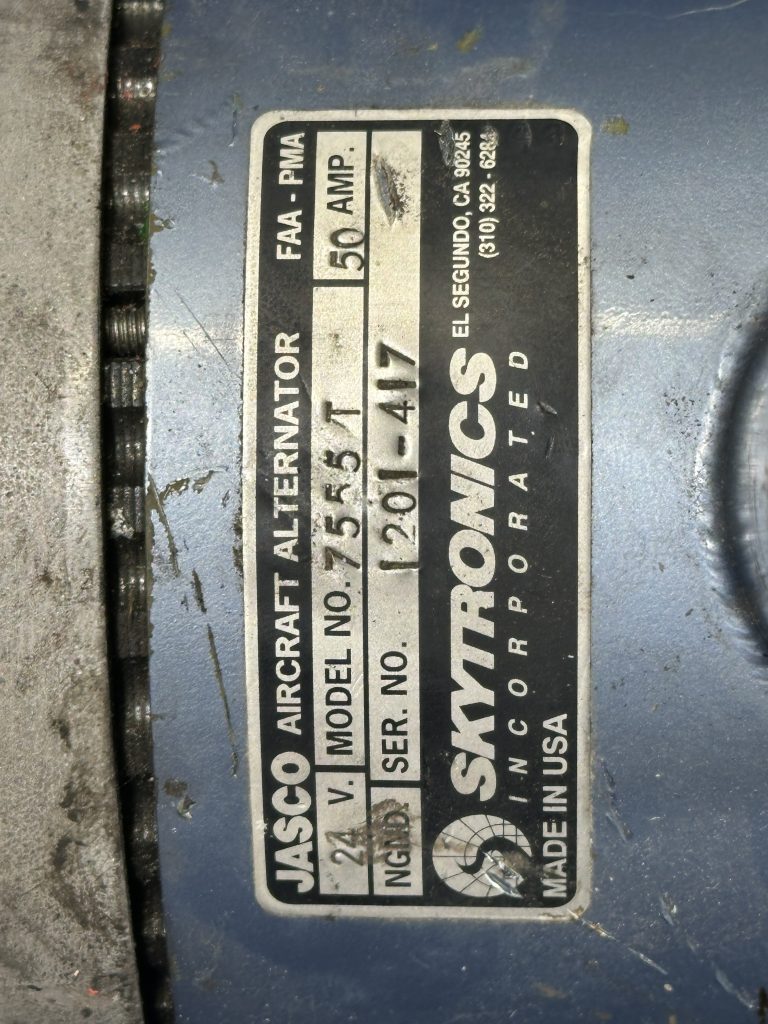 JASCO AIRCRAFT ALTERNATOR FAA - PMA
24 V. MODEL NO. 7555T 50 AMP.
NGND. SER. NO. 1201-417
SKYTRONICS EL SEGUNDO, CA 90245
INCORPORATED (310) 322 - 6284
MADE IN USA